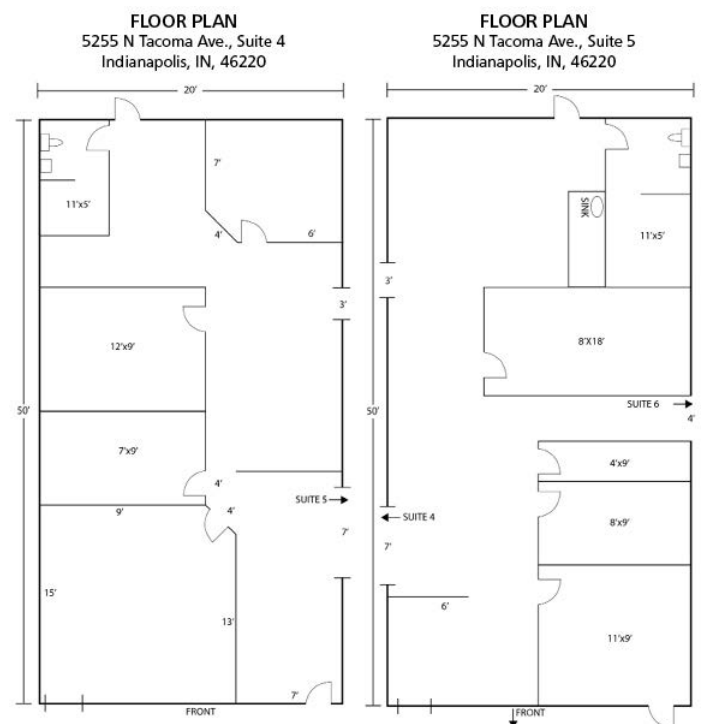 FLOOR PLAN
5255 N Tacoma Ave., Suite 4
Indianapolis, IN, 46220
20'
7'
11'x5'
4'
6'
3'
12'x9'
50'
7'x9'
4'
SUITE 5
9'
4'
7'
15'
13'
7'
FRONT
FLOOR PLAN
5255 N Tacoma Ave., Suite 5
Indianapolis, IN, 46220
20'
SINK
11'x5'
3'
8'X18'
SUITE 6
50'
4'
4'x9'
SUITE 4
8'x9'
7'
6'
11'x9'
FRONT